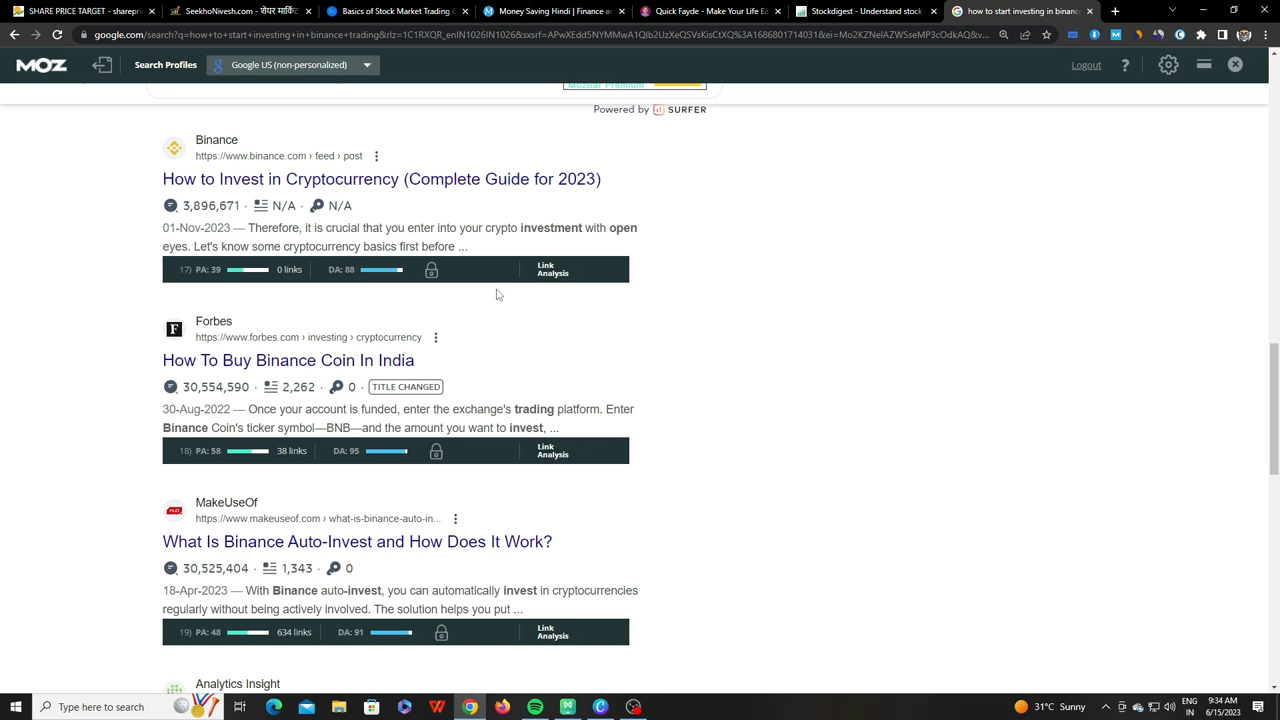 SHARE PRICE TARGET - sharepri
SeekhoNivesh.com - शेयर मार्कि
Basics of Stock Market Trading
Money Saving Hindi | Finance an
Quick Fayde - Make Your Life Ea
Stockdigest - Understand stock
how to start investing in binance
google.com/search?q=how+to+start+investing+in+binance+trading&rlz=1C1RXQR_enIN1026IN1026&sxsrf=
MOZ
Search Profiles
Google US (non-personalized)
Logout
MozBar Premium
Powered by SURFER
Binance
https://www.binance.com › feed › post
How to Invest in Cryptocurrency (Complete Guide for 2023)
3,896,671 · N/A · N/A
01-Nov-2023 — Therefore, it is crucial that you enter into your crypto investment with open
eyes. Let's know some cryptocurrency basics first before ...
17) PA: 39 0 links DA: 88 Link
Analysis
Forbes
https://www.forbes.com › investing › cryptocurrency
How To Buy Binance Coin In India
30,554,590 · 2,262 · 0 · TITLE CHANGED
30-Aug-2022 — Once your account is funded, enter the exchange's trading platform. Enter
Binance Coin's ticker symbol—BNB—and the amount you want to invest, ...
18) PA: 58 38 links DA: 95 Link
Analysis
MakeUseOf
https://www.makeuseof.com › what-is-binance-auto-in...
What Is Binance Auto-Invest and How Does It Work?
30,525,404 · 1,343 · 0
18-Apr-2023 — With Binance auto-invest, you can automatically invest in cryptocurrencies
regularly without being actively involved. The solution helps you put ...
19) PA: 48 634 links DA: 91 Link
Analysis
Analytics Insight
Type here to search
31°C Sunny
ENG
IN
9:34 AM
6/15/2023